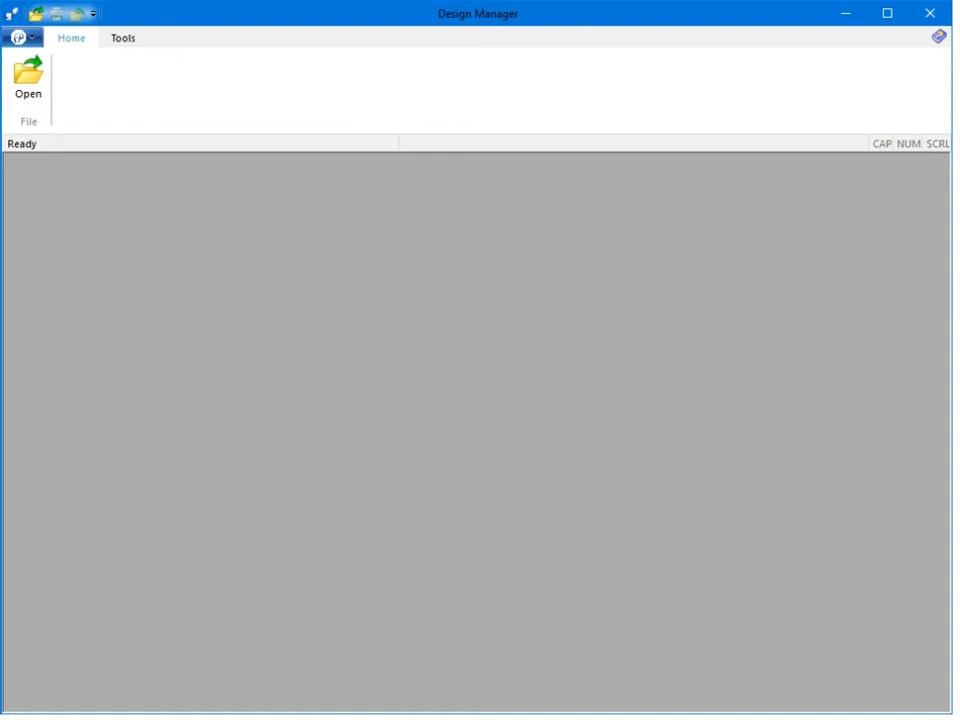 Design Manager
Home Tools
Open
File
Ready CAP NUM SCRL